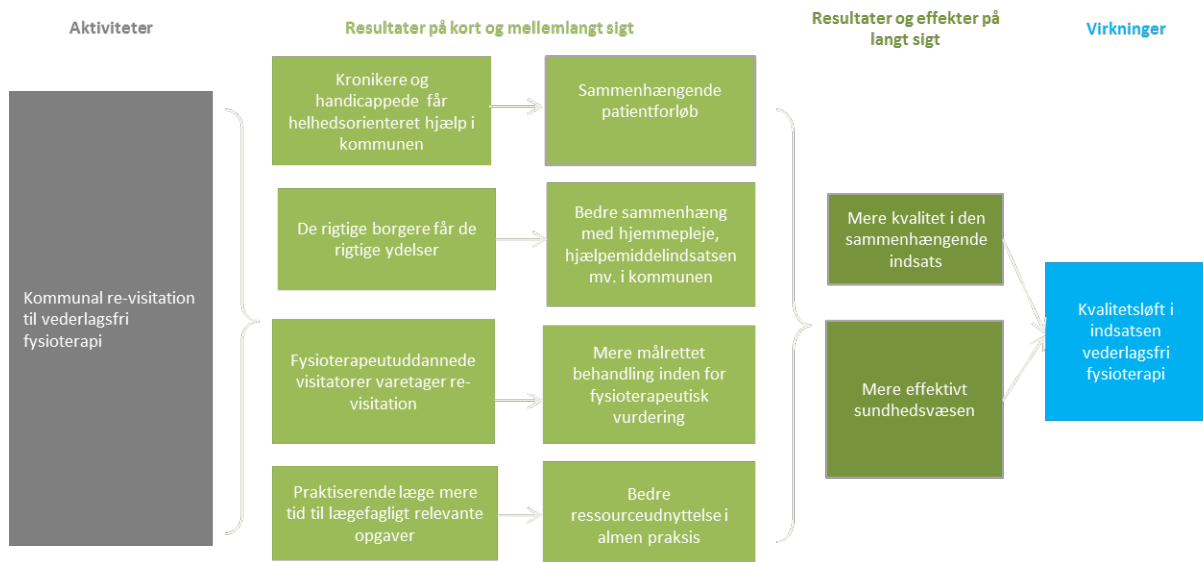 Aktiviteter
Resultater på kort og mellemlangt sigt
Resultater og effekter på
langt sigt
Virkninger
Kommunal re-visitation
til vederlagsfri
fysioterapi
Kronikere og
handicappede får
helhedsorienteret hjælp i
kommunen
Sammenhængende
patientforløb
De rigtige borgere får de
rigtige ydelser
Bedre sammenhæng
med hjemmepleje,
hjælpemiddelindsatsen
mv. i kommunen
Fysioterapeutuddannede
visitatorer varetager re-
visitation
Mere målrettet
behandling inden for
fysioterapeutisk
vurdering
Praktiserende læge mere
tid til lægefagligt relevante
opgaver
Bedre
ressourceudnyttelse i
almen praksis
Mere kvalitet i den
sammenhængende
indsats
Mere effektivt
sundhedsvæsen
Kvalitetsløft i
indsatsen
vederlagsfri
fysioterapi